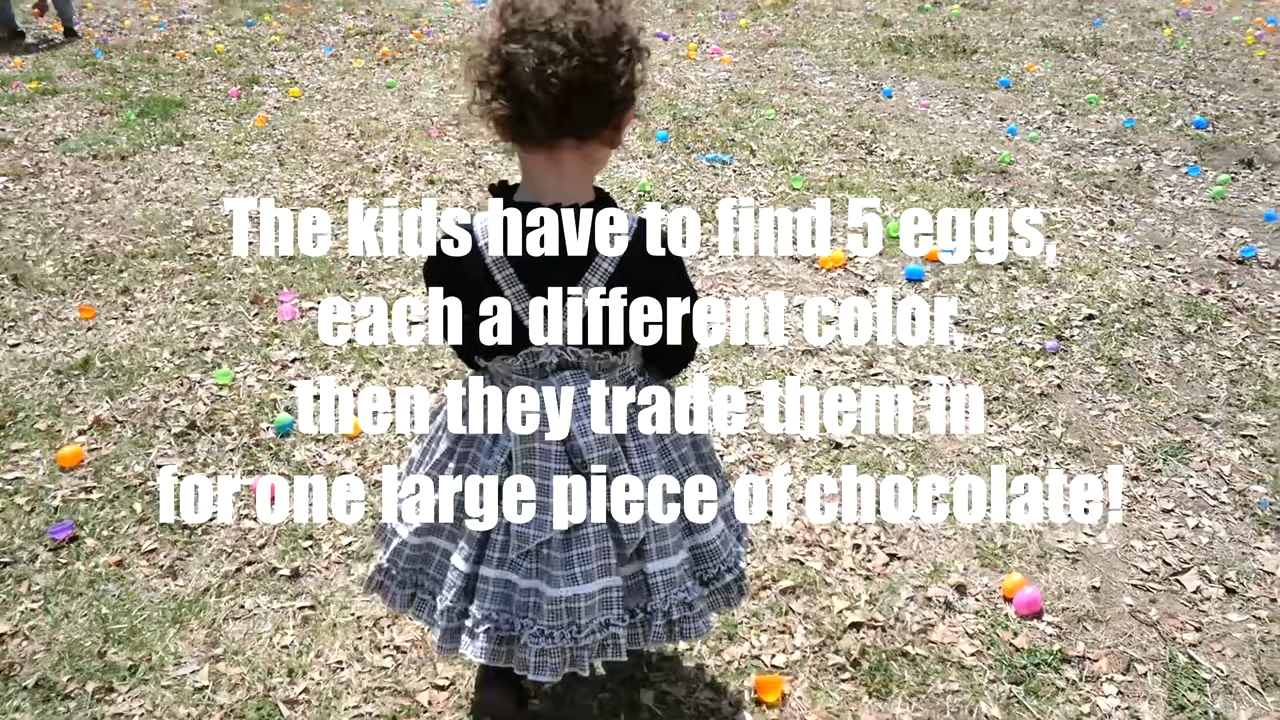 The kids have to find 5 eggs,
each a different color,
then they trade them in
for one large piece of chocolate!